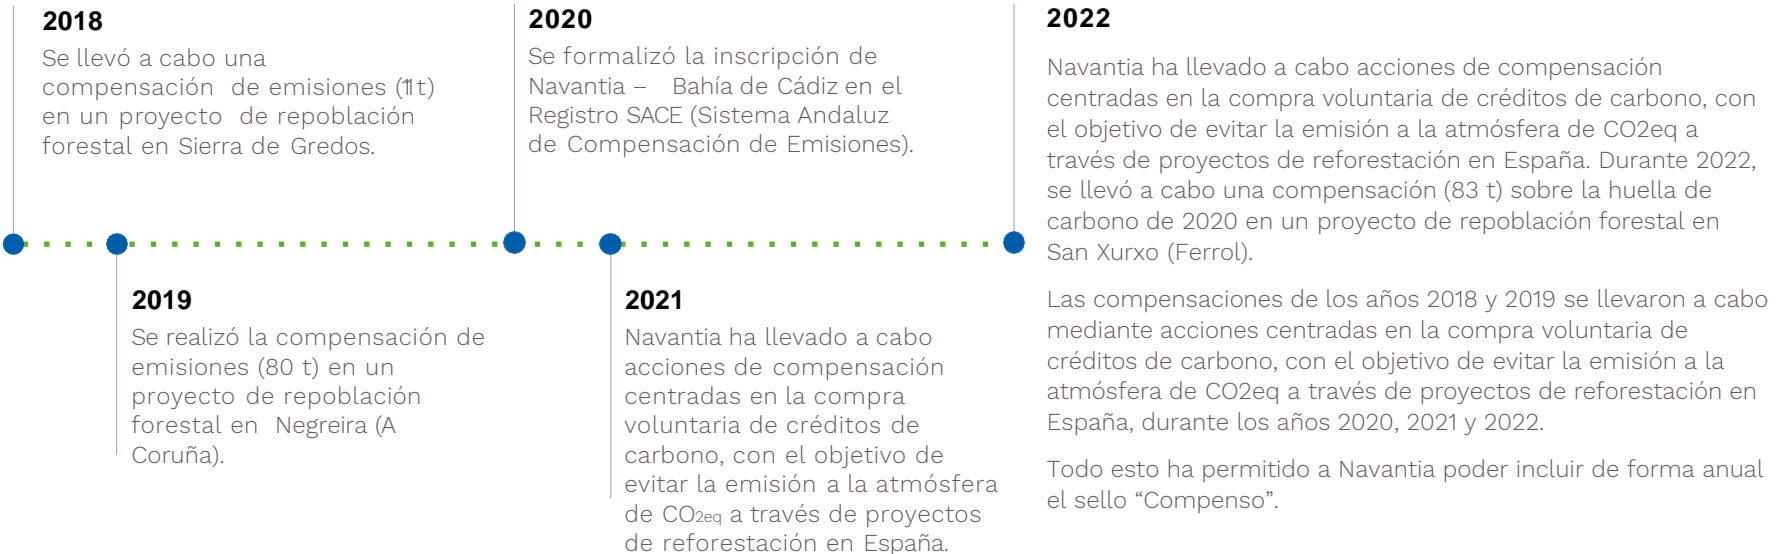 2018
Se llevó a cabo una
compensación de emisiones (11 t)
en un proyecto de repoblación
forestal en Sierra de Gredos.
2019
Se realizó la compensación de
emisiones (80 t) en un
proyecto de repoblación
forestal en Negreira (A
Coruña).
2020
Se formalizó la inscripción de
Navantia – Bahía de Cádiz en el
Registro SACE (Sistema Andaluz
de Compensación de Emisiones).
2021
Navantia ha llevado a cabo
acciones de compensación
centradas en la compra
voluntaria de créditos de
carbono, con el objetivo de
evitar la emisión a la atmósfera
de CO2eq a través de proyectos
de reforestación en España.
2022
Navantia ha llevado a cabo acciones de compensación
centradas en la compra voluntaria de créditos de carbono, con
el objetivo de evitar la emisión a la atmósfera de CO2eq a
través de proyectos de reforestación en España. Durante 2022,
se llevó a cabo una compensación (83 t) sobre la huella de
carbono de 2020 en un proyecto de repoblación forestal en
San Xurxo (Ferrol).
Las compensaciones de los años 2018 y 2019 se llevaron a cabo
mediante acciones centradas en la compra voluntaria de
créditos de carbono, con el objetivo de evitar la emisión a la
atmósfera de CO2eq a través de proyectos de reforestación en
España, durante los años 2020, 2021 y 2022.
Todo esto ha permitido a Navantia poder incluir de forma anual
el sello “Compenso”.